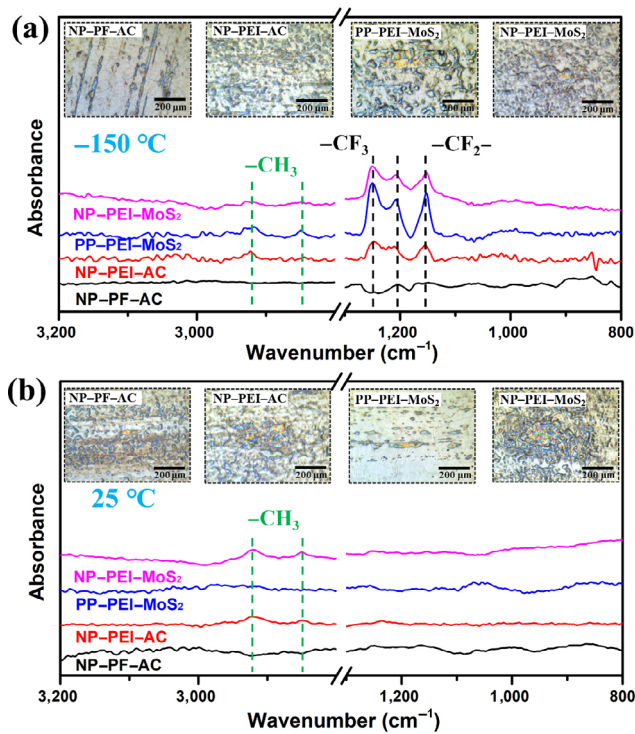 (a)
NP–PF–AC
NP–PEI–AC
PP–PEI–MoS₂
NP–PEI–MoS₂
200 μm
200 μm
200 μm
200 μm
–150 °C
–CF₃
–CF₂–
–CH₃
Absorbance
NP–PEI–MoS₂
PP–PEI–MoS₂
NP–PEI–AC
NP–PF–AC
3,200
3,000
1,200
1,000
800
Wavenumber (cm⁻¹)
(b)
NP–PF–AC
NP–PEI–AC
PP–PEI–MoS₂
NP–PEI–MoS₂
200 μm
200 μm
200 μm
200 μm
25 °C
–CH₃
Absorbance
NP–PEI–MoS₂
PP–PEI–MoS₂
NP–PEI–AC
NP–PF–AC
3,200
3,000
1,200
1,000
800
Wavenumber (cm⁻¹)